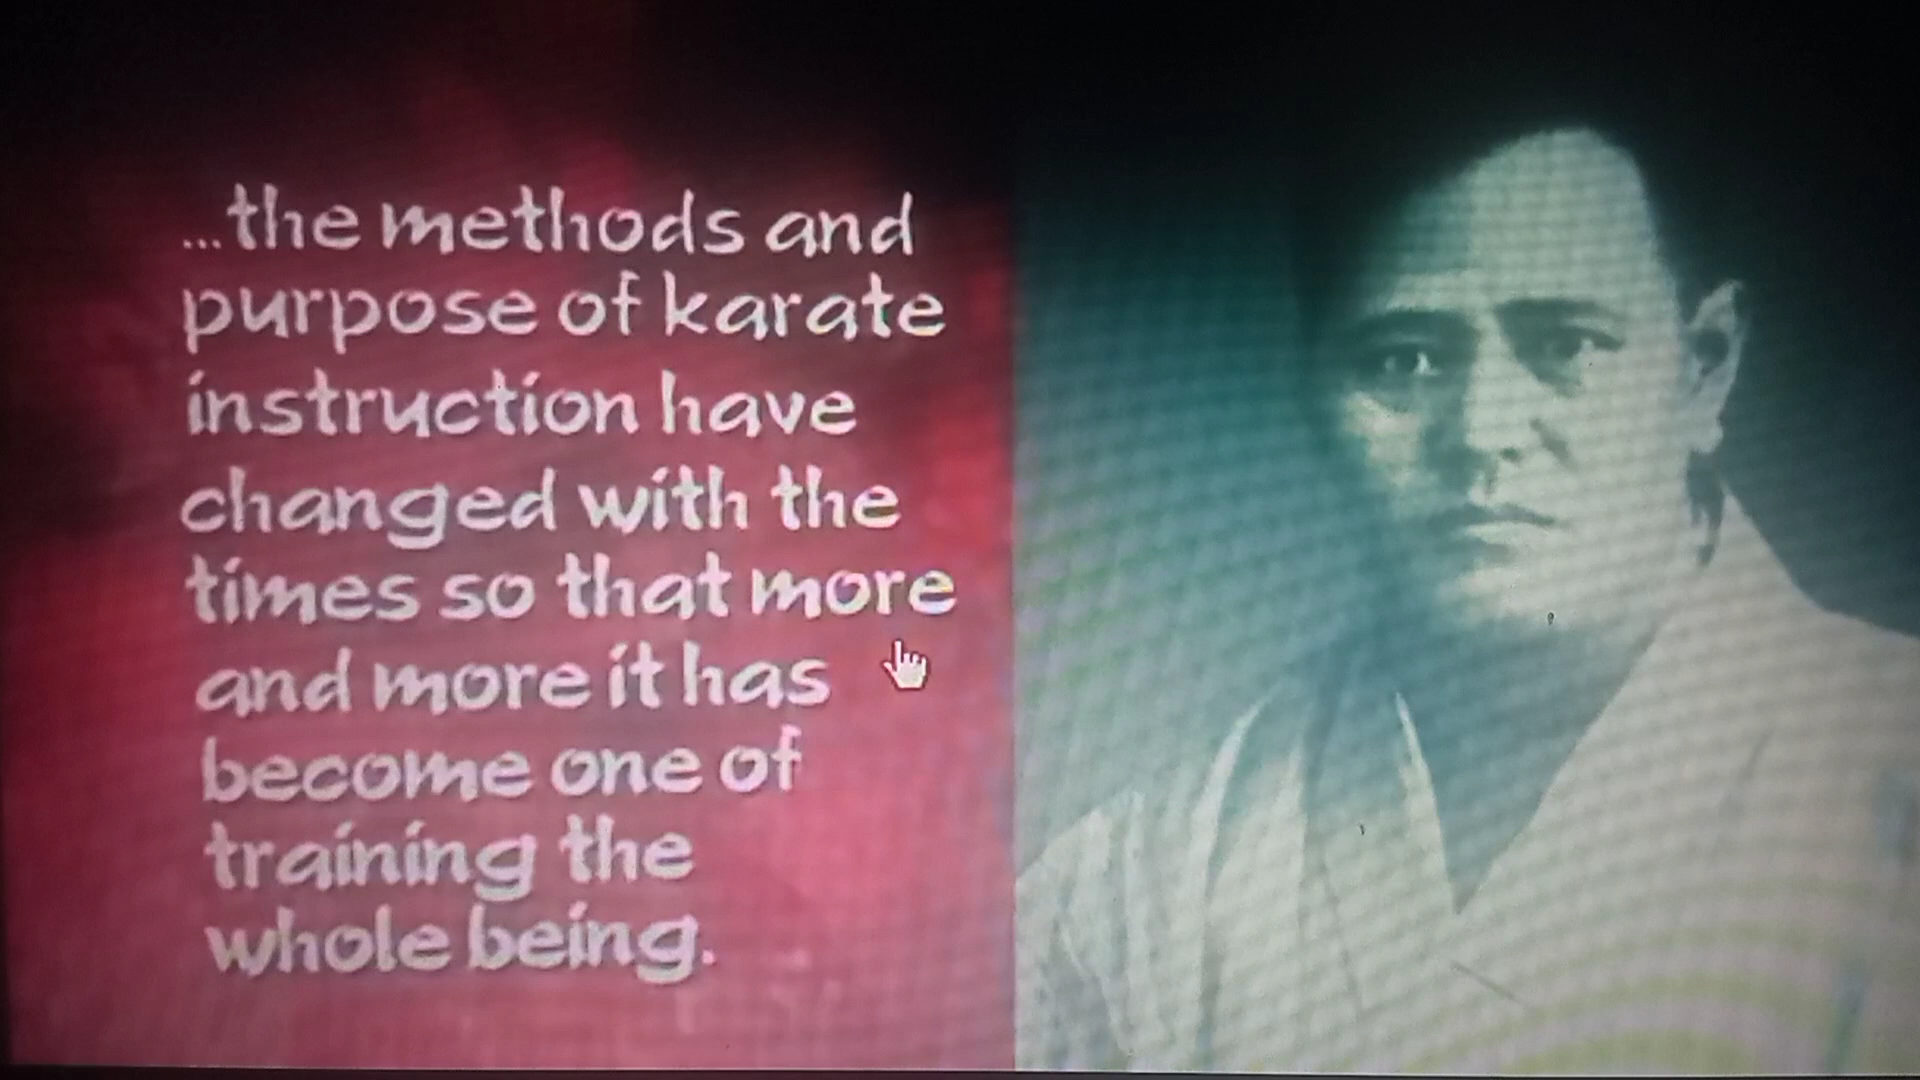 ...the methods and
purpose of karate
instruction have
changed with the
times so that more
and more it has
become one of
training the
whole being.